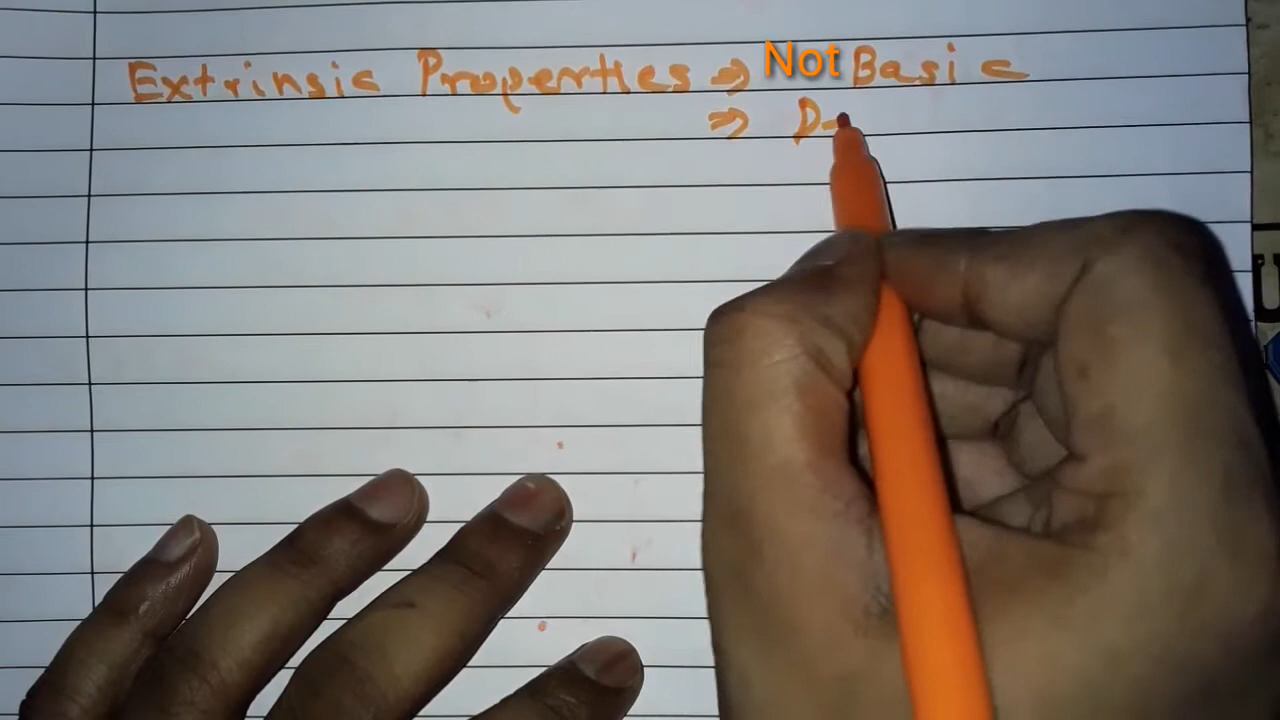 Extrinsic Properties ⇒ Not Basic
⇒ D